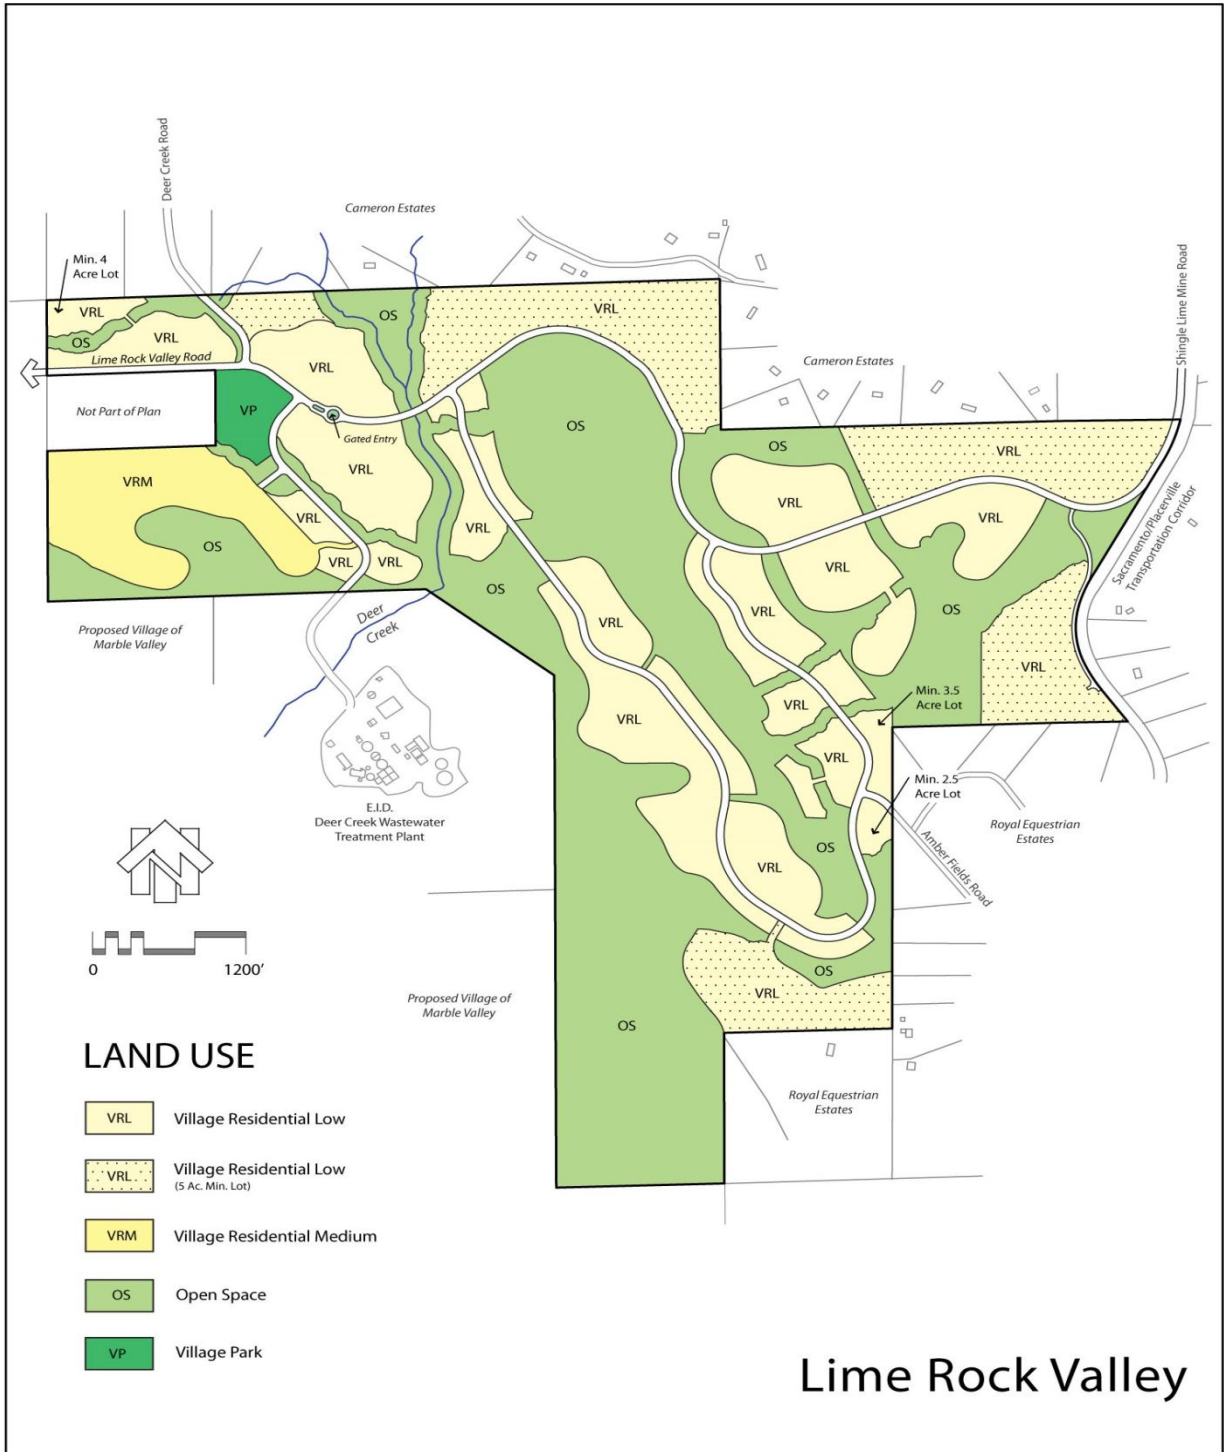 Deer Creek Road
Cameron Estates
Min. 4
Acre Lot
VRL
OS
VRL
OS
VRL
Lime Rock Valley Road
VRL
Shingle Lime Mine Road
Cameron Estates
Not Part of Plan
VP
Gated Entry
OS
OS
VRL
VRL
VRM
VRL
VRL
Sacramento/Placerville
Transportation Corridor
VRL
VRL
VRL
OS
VRL
VRL
VRL
OS
VRL
OS
VRL
Deer
Creek
Proposed Village of
Marble Valley
VRL
Min. 3.5
Acre Lot
VRL
VRL
VRL
Min. 2.5
Acre Lot
E.I.D.
Deer Creek Wastewater
Treatment Plant
Royal Equestrian
Estates
OS
Amber Fields Road
VRL
0 1200'
OS
VRL
Proposed Village of
Marble Valley
OS
LAND USE
VRL Village Residential Low
VRL Village Residential Low
(5 Ac. Min. Lot)
VRM Village Residential Medium
OS Open Space
VP Village Park
Royal Equestrian
Estates
Lime Rock Valley